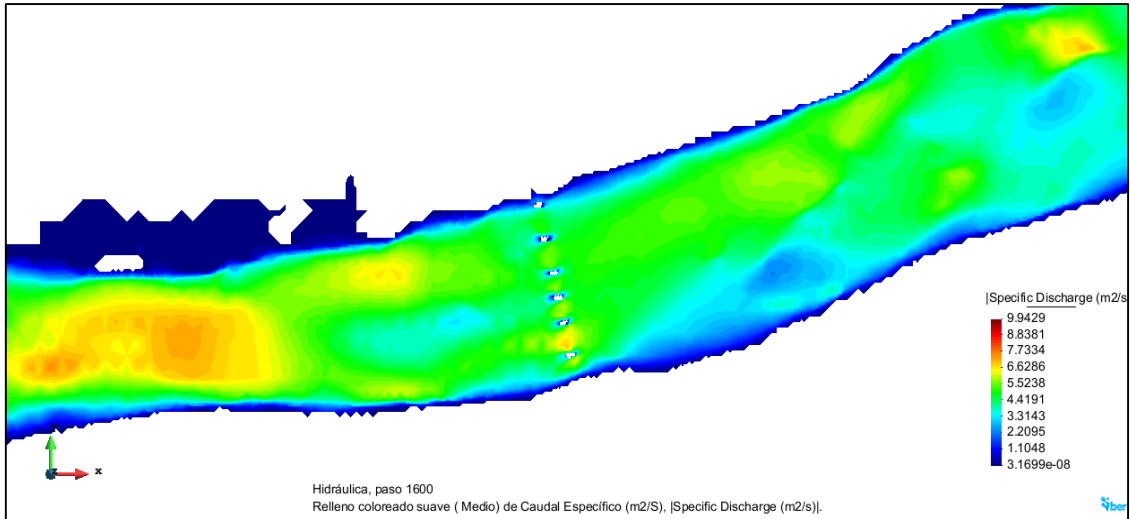 |Specific Discharge (m2/s
9.9429
8.8381
7.7334
6.6286
5.5238
4.4191
3.3143
2.2095
1.1048
3.1699e-08
x
Hidráulica, paso 1600
Relleno coloreado suave ( Medio) de Caudal Específico (m2/S), |Specific Discharge (m2/s)|.
iber